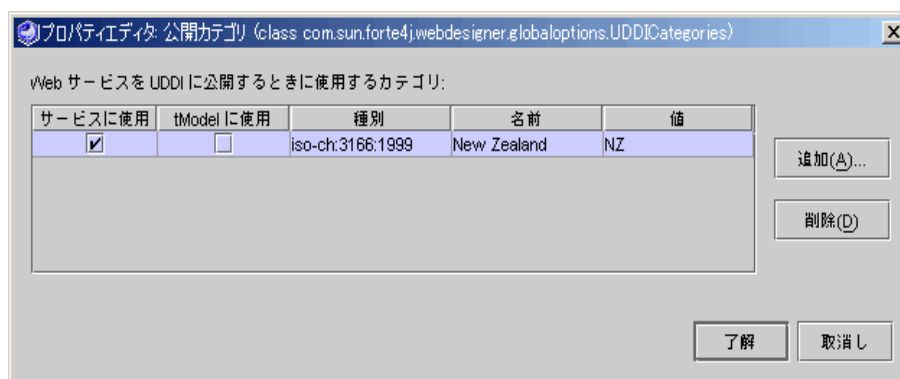 プロパティエディタ: 公開カテゴリ (class com.sun.forte4j.webdesigner.globaloptions.UDDICategories)
Web サービスを UDDI に公開するときに使用するカテゴリ:
サービスに使用 tModel に使用 種別 名前 値
iso-ch:3166:1999 New Zealand NZ
追加(A)...
削除(D)
了解 取消し